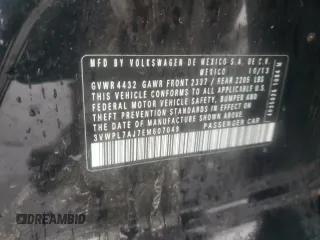 MFD BY VOLKSWAGEN DE MEXICO S.A. DE C.V.
MEXICO 10/13
GVWR 4432 GAWR FRONT 2337 / REAR 2205 LBS
THIS VEHICLE CONFORMS TO ALL APPLICABLE
FEDERAL MOTOR VEHICLE SAFETY, BUMPER
AND THEFT PREVENTION STANDARDS IN EFFECT
ON THE DATE OF MANUFACTURE SHOWN ABOVE.
3VWPL7AJ7EM607049 PASSENGER CAR
DREAMBID